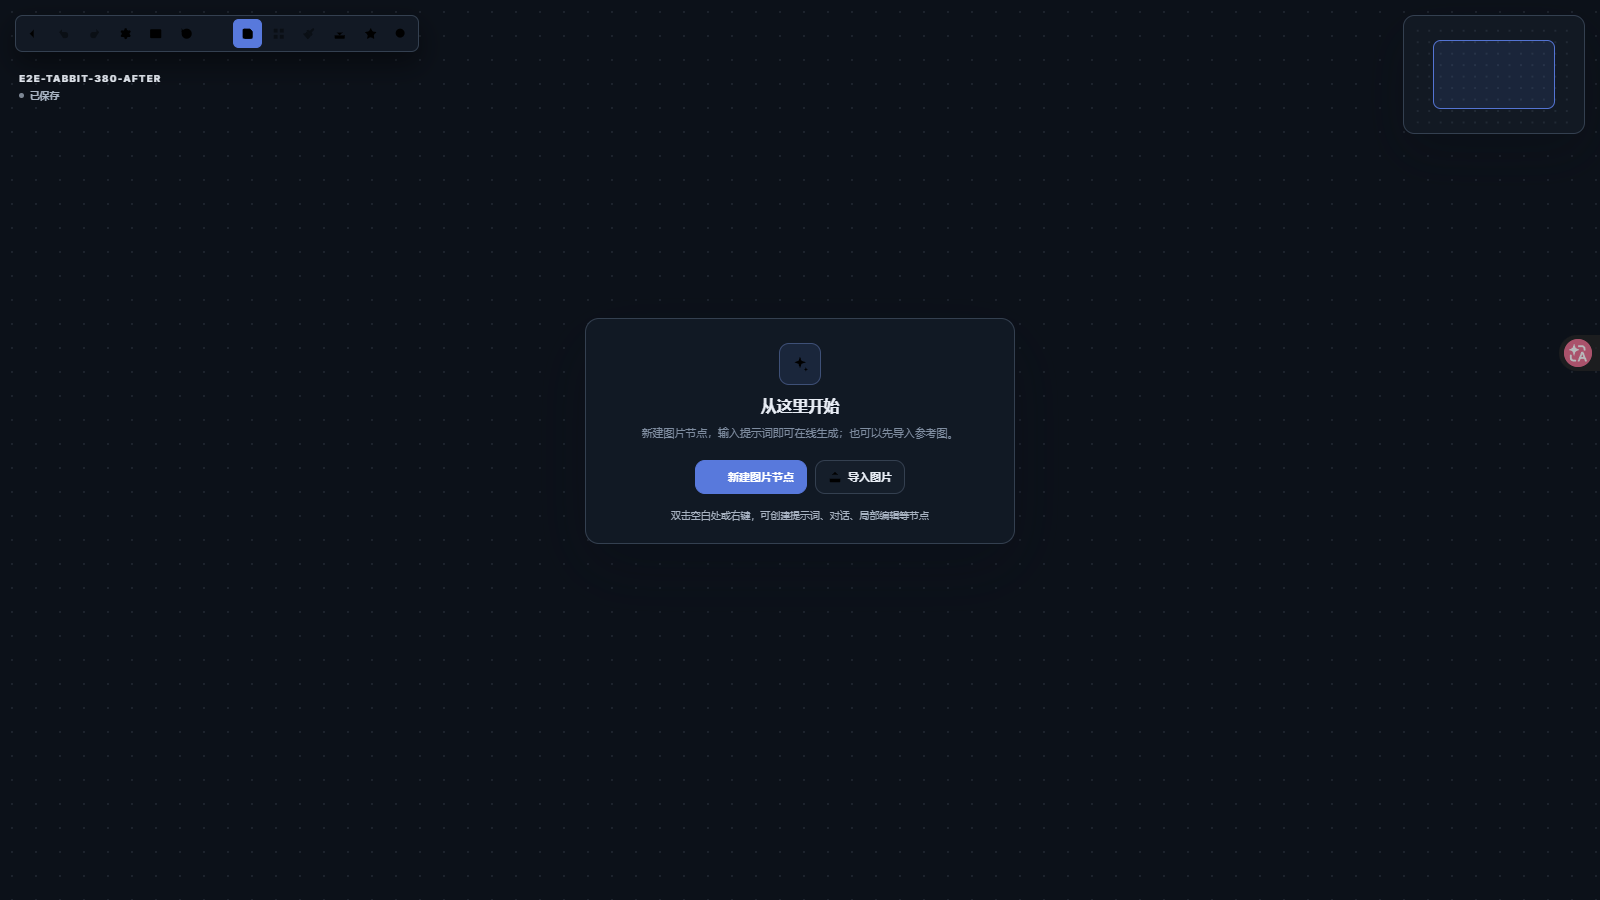 E2E-TABBIT-380-AFTER
已保存
从这里开始
新建图片节点，输入提示词即可在线生成；也可以先导入参考图。
新建图片节点
导入图片
双击空白处或右键，可创建提示词、对话、局部编辑等节点